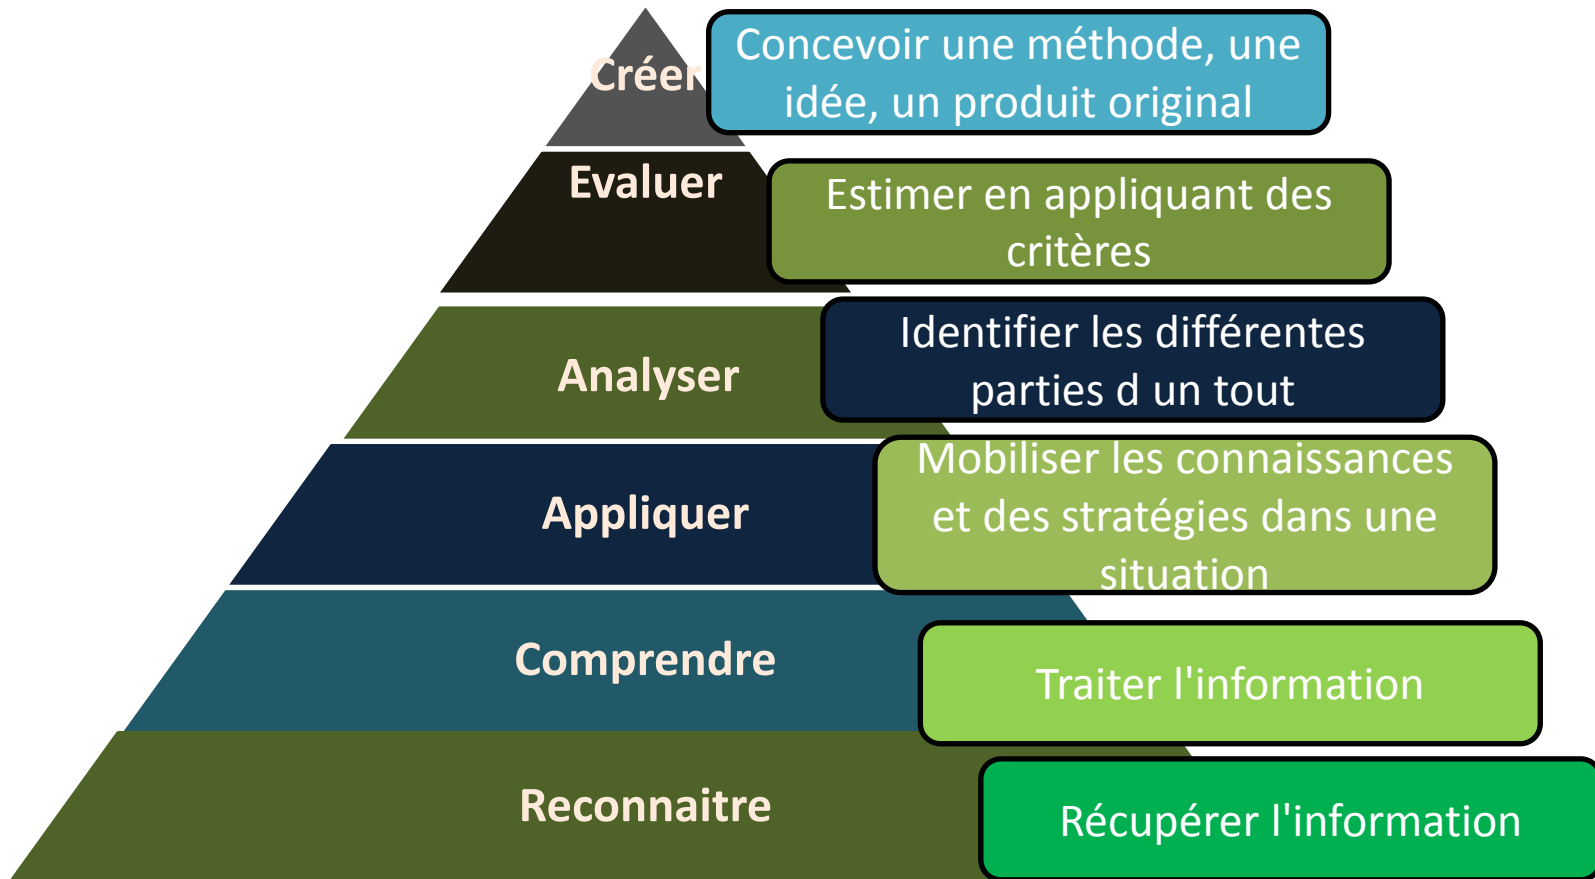 Créer
Concevoir une méthode, une
idée, un produit original
Evaluer
Estimer en appliquant des
critères
Analyser
Identifier les différentes
parties d un tout
Appliquer
Mobiliser les connaissances
et des stratégies dans une
situation
Comprendre
Traiter l'information
Reconnaitre
Récupérer l'information